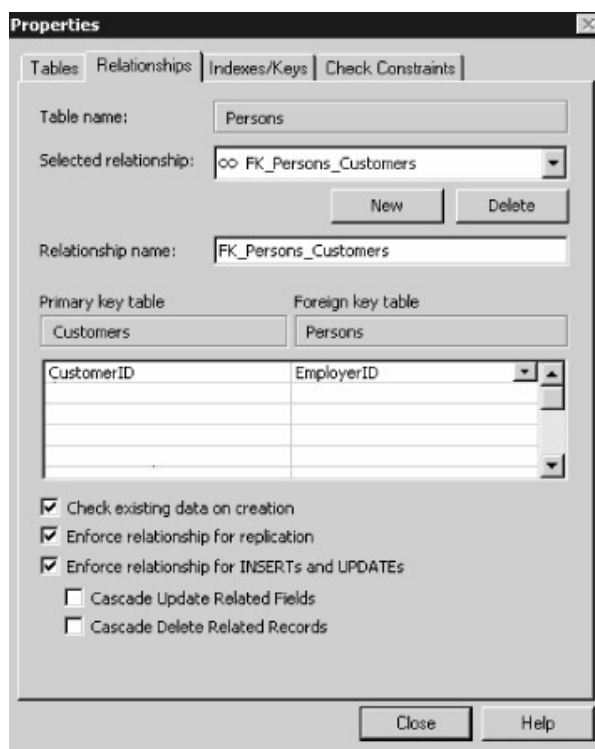 Properties
Tables Relationships Indexes/Keys Check Constraints
Table name: Persons
Selected relationship: FK_Persons_Customers
New Delete
Relationship name: FK_Persons_Customers
Primary key table Foreign key table
Customers Persons
CustomerID EmployerID
Check existing data on creation
Enforce relationship for replication
Enforce relationship for INSERTs and UPDATEs
Cascade Update Related Fields
Cascade Delete Related Records
Close Help